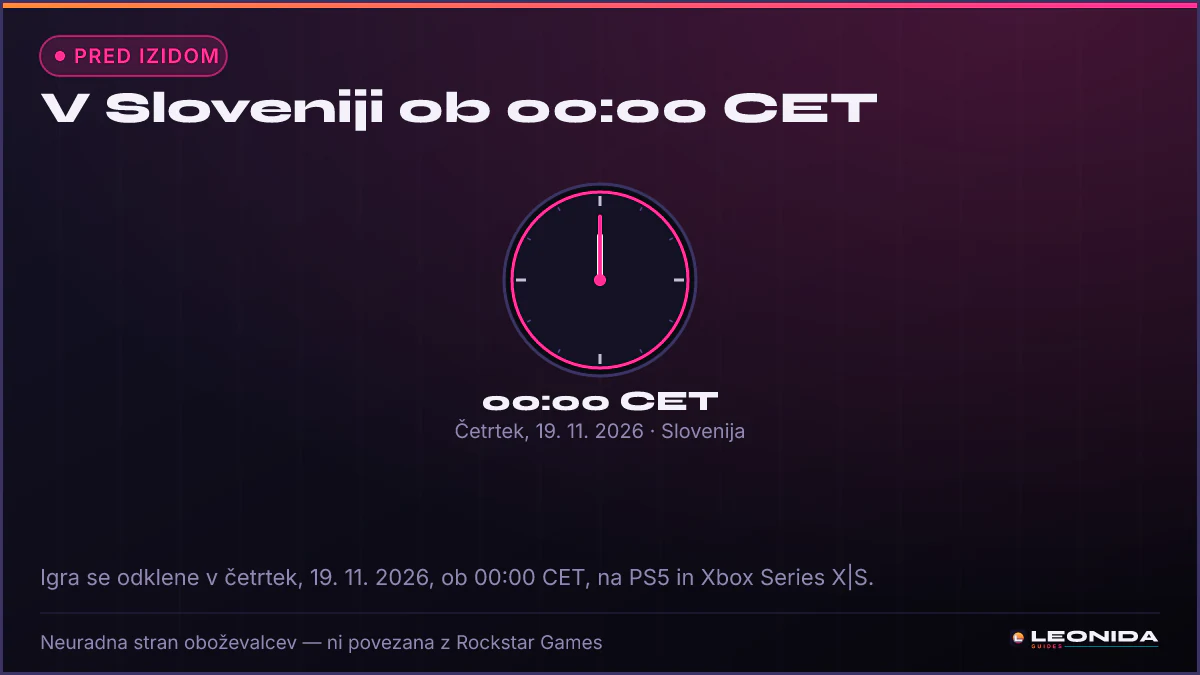 PRED IZIDOM
V Sloveniji ob 00:00 CET
00:00 CET
Četrtek, 19. 11. 2026 · Slovenija
Igra se odklene v četrtek, 19. 11. 2026, ob 00:00 CET, na PS5 in Xbox Series X|S.
Neuradna stran oboževalcev — ni povezana z Rockstar Games
LEONIDA
GUIDES